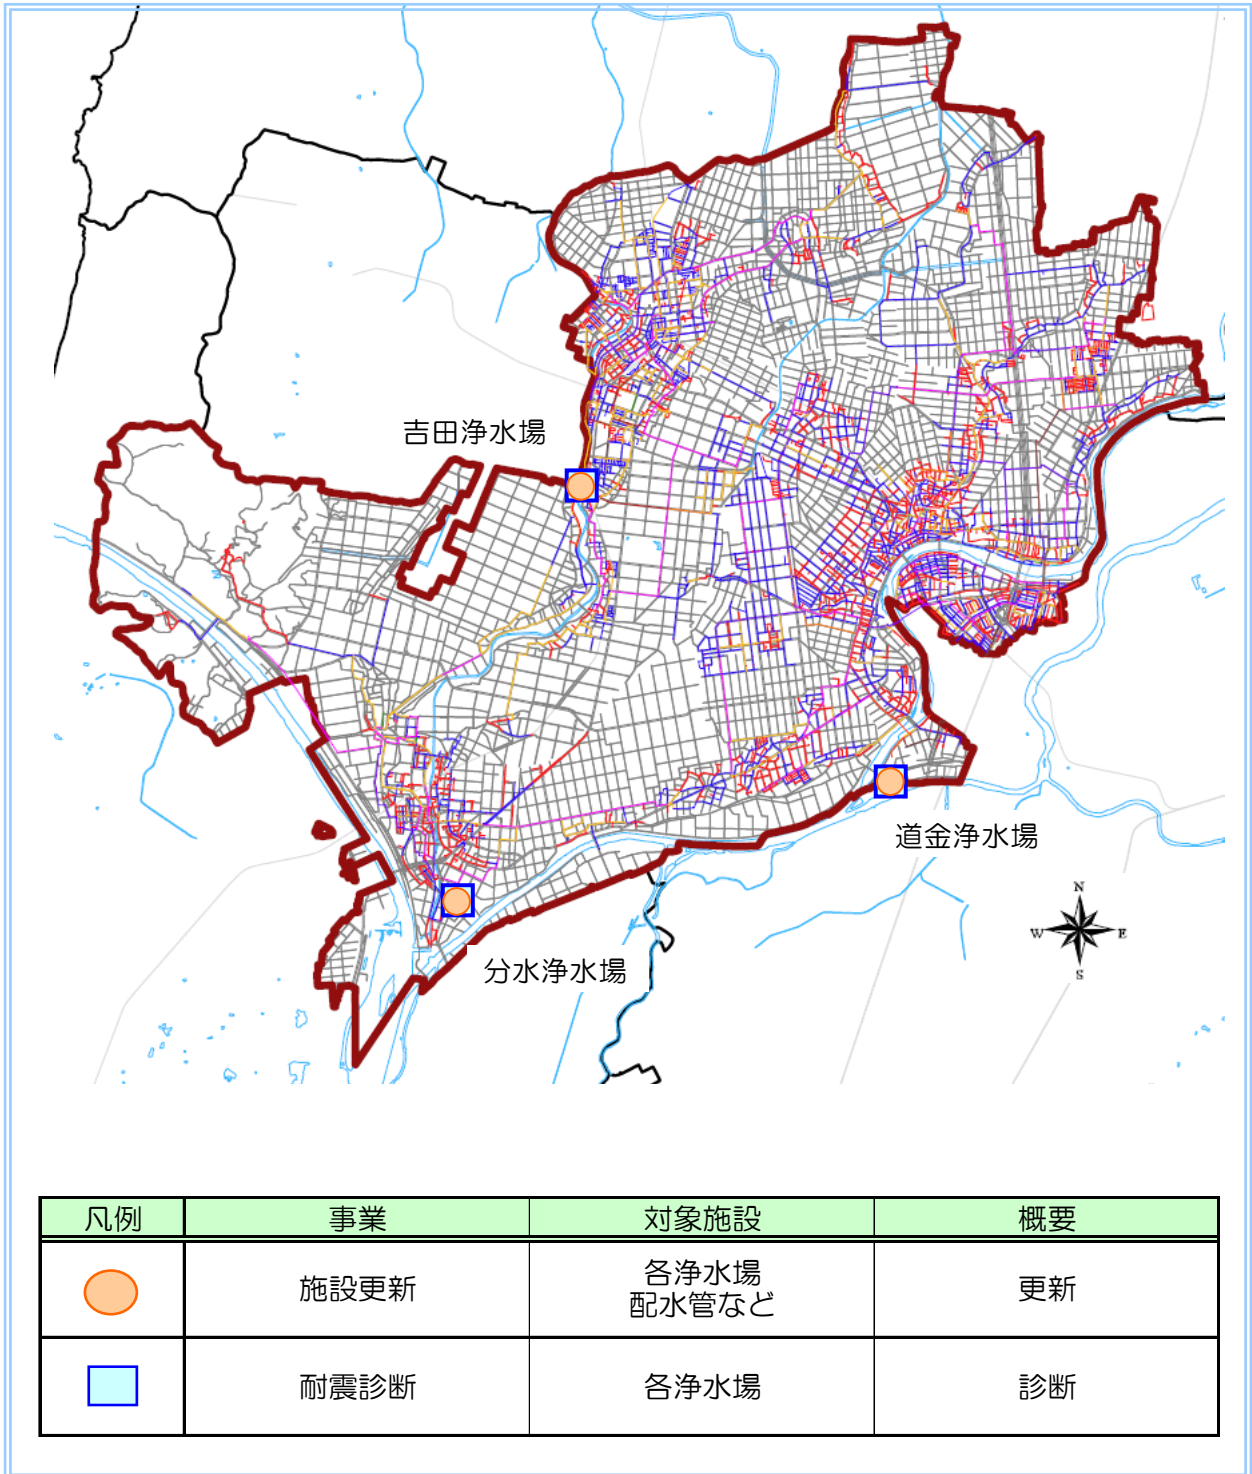 吉田浄水場
道金浄水場
N
W E
S
分水浄水場
凡例 事業 対象施設 概要
施設更新 各浄水場 更新
配水管など
耐震診断 各浄水場 診断